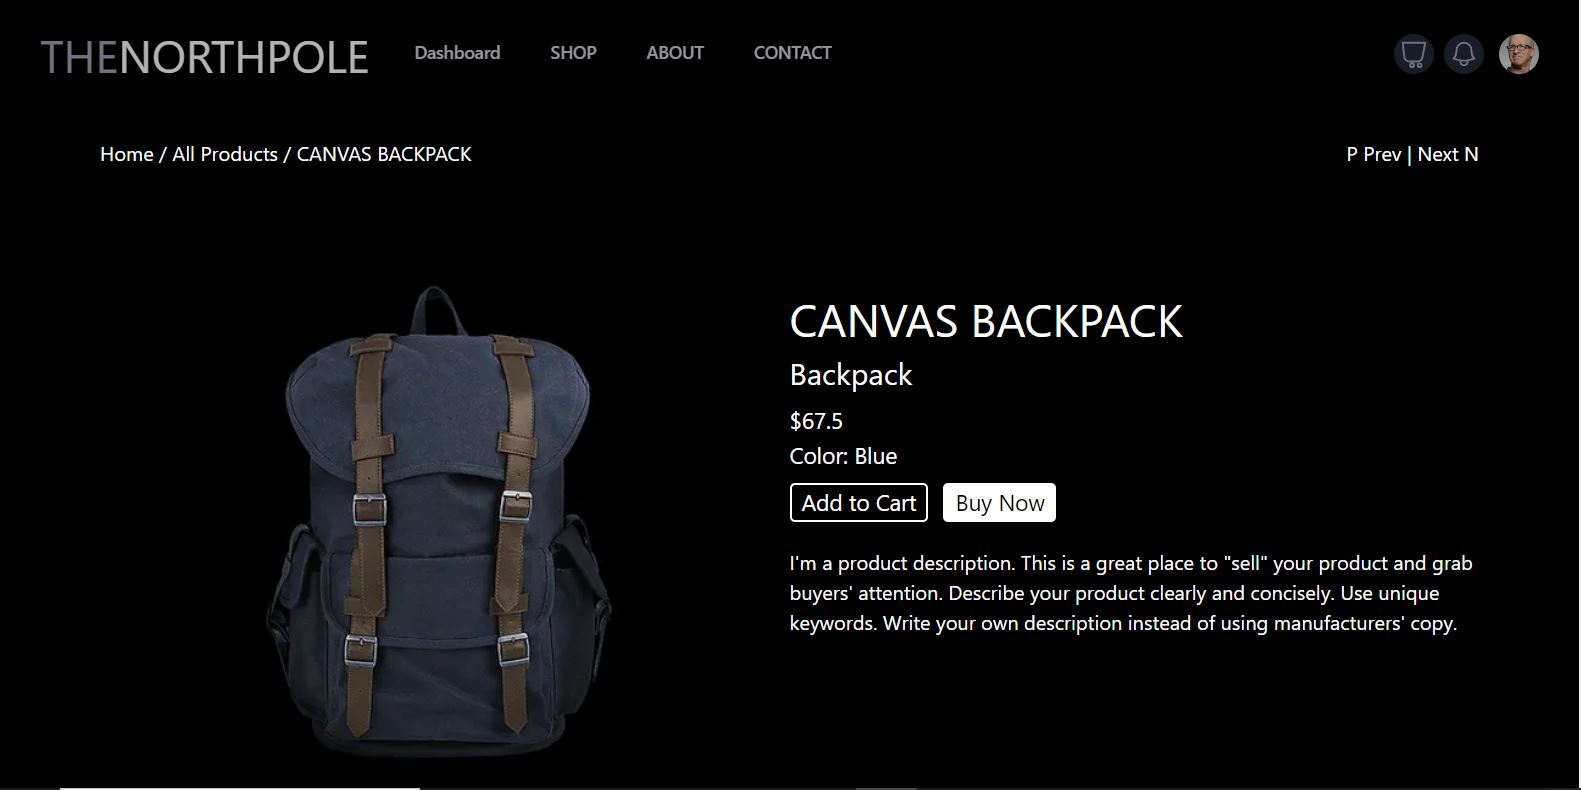 THENORTHPOLE Dashboard SHOP ABOUT CONTACT
Home / All Products / CANVAS BACKPACK P Prev | Next N
CANVAS BACKPACK
Backpack
$67.5
Color: Blue
Add to Cart Buy Now
I'm a product description. This is a great place to "sell" your product and grab
buyers' attention. Describe your product clearly and concisely. Use unique
keywords. Write your own description instead of using manufacturers' copy.